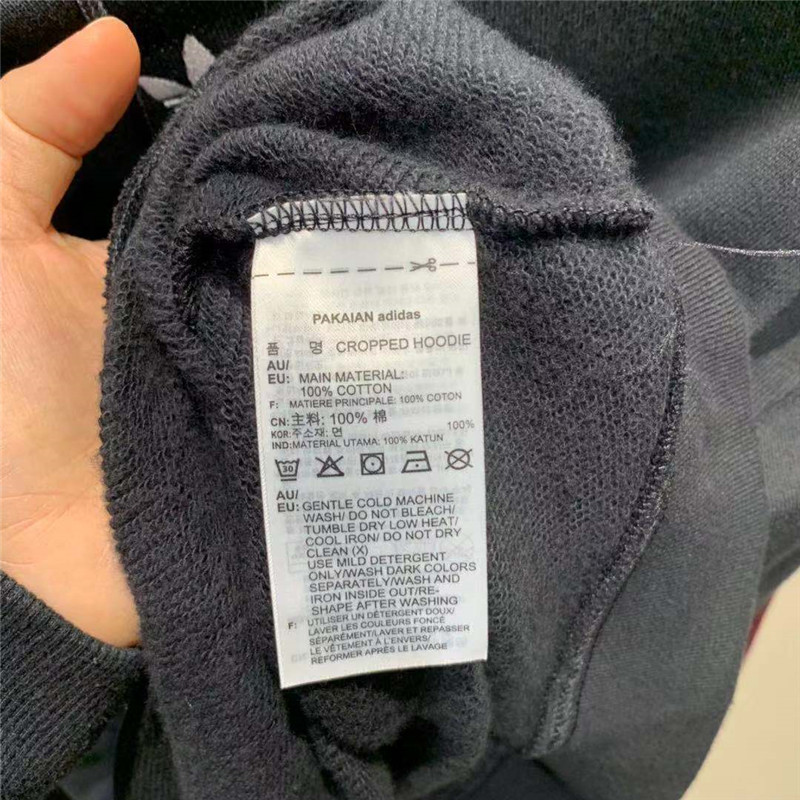 PAKAIAN adidas
품 명 CROPPED HOODIE
AU/
EU: MAIN MATERIAL:
100% COTTON
F: MATIERE PRINCIPALE: 100% COTON
CN:主料: 100% 棉
KOR:주소재: 면 100%
IND:MATERIAL UTAMA: 100% KATUN
30
AU/
EU: GENTLE COLD MACHINE
WASH/ DO NOT BLEACH/
TUMBLE DRY LOW HEAT/
COOL IRON/ DO NOT DRY
CLEAN (X)
USE MILD DETERGENT
ONLY/WASH DARK COLORS
SEPARATELY/WASH AND
IRON INSIDE OUT/RE-
SHAPE AFTER WASHING
F: UTILISER UN DÉTERGENT DOUX/
LAVER LES COULEURS FONCÉ
SÉPARÉMENT/LAVER ET REPASSER
LE VÊTEMENT À L'ENVERS/
REFORMER APRÈS LE LAVAGE